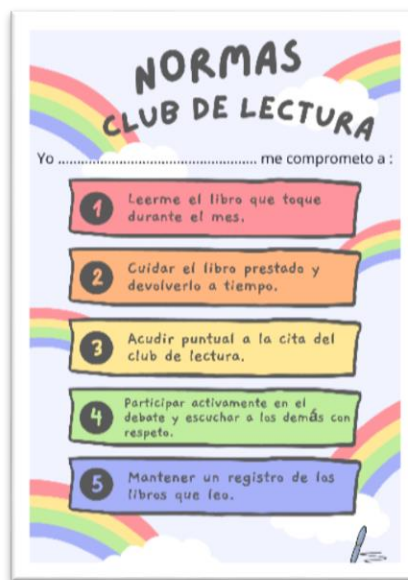 NORMAS
CLUB DE LECTURA
Yo ................................................ me comprometo a :
1 Leerme el libro que toque
durante el mes.
2 Cuidar el libro prestado y
devolverlo a tiempo.
3 Acudir puntual a la cita del
club de lectura.
4 Participar activamente en el
debate y escuchar a los demás con
respeto.
5 Mantener un registro de los
libros que leo.